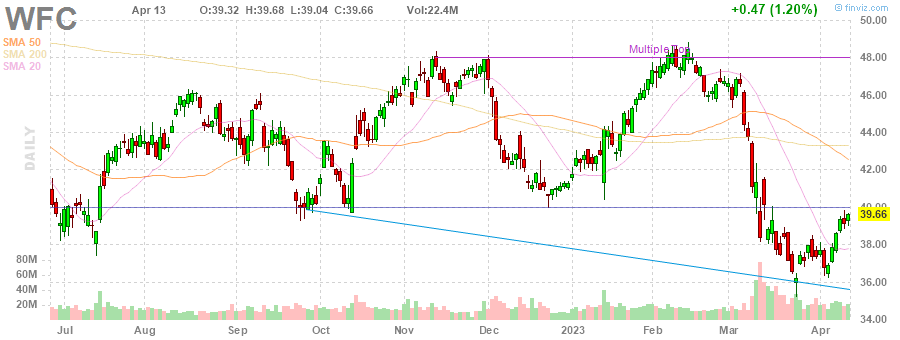 WFC Apr 13 O:39.32 H:39.68 L:39.04 C:39.66 Vol:22.4M +0.47 (1.20%) © finviz.com
SMA 50
SMA 200
SMA 20
DAILY
Multiple Top
50.00
48.00
46.00
44.00
42.00
40.00
39.66
38.00
36.00
34.00
80M
60M
40M
20M
Jul Aug Sep Oct Nov Dec 2023 Feb Mar Apr